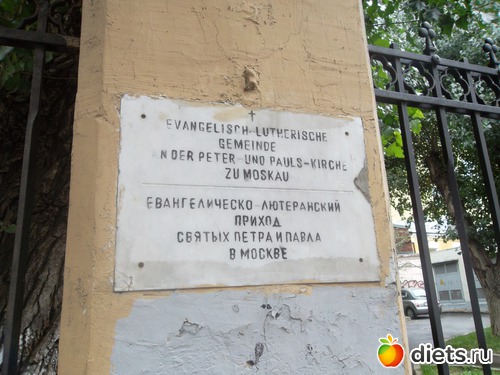 EVANGELISCH-LUTHERISCHE
GEMEINDE
AN DER PETER-UND PAULS-KIRCHE
ZU MOSKAU
ЕВАНГЕЛИЧЕСКО-ЛЮТЕРАНСКИЙ
ПРИХОД
СВЯТЫХ ПЕТРА И ПАВЛА
В МОСКВЕ
diets.ru